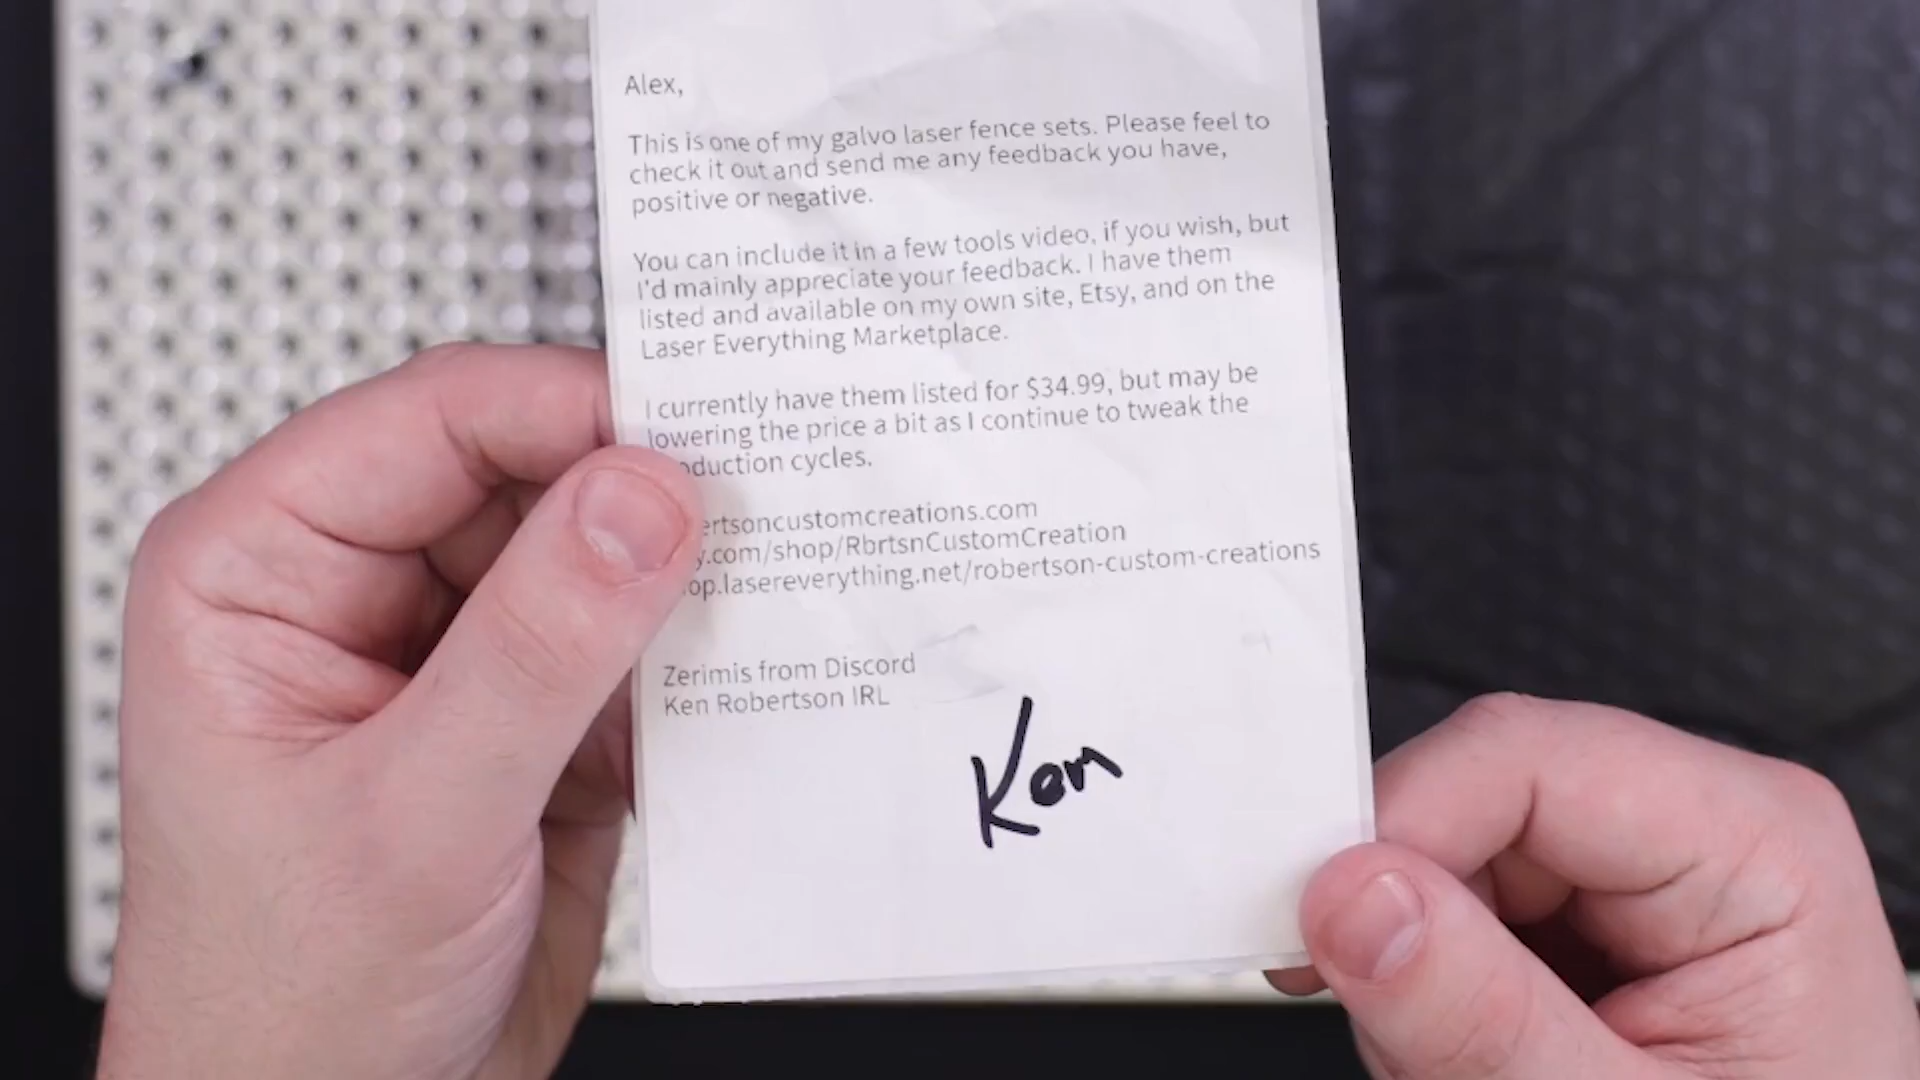 Alex,
This is one of my galvo laser fence sets. Please feel to
check it out and send me any feedback you have,
positive or negative.
You can include it in a few tools video, if you wish, but
I'd mainly appreciate your feedback. I have them
listed and available on my own site, Etsy, and on the
Laser Everything Marketplace.
I currently have them listed for $34.99, but may be
lowering the price a bit as I continue to tweak the
oduction cycles.
ertsoncustomcreations.com
y.com/shop/RbrtsnCustomCreation
op.lasereverything.net/robertson-custom-creations
Zerimis from Discord
Ken Robertson IRL
Ken